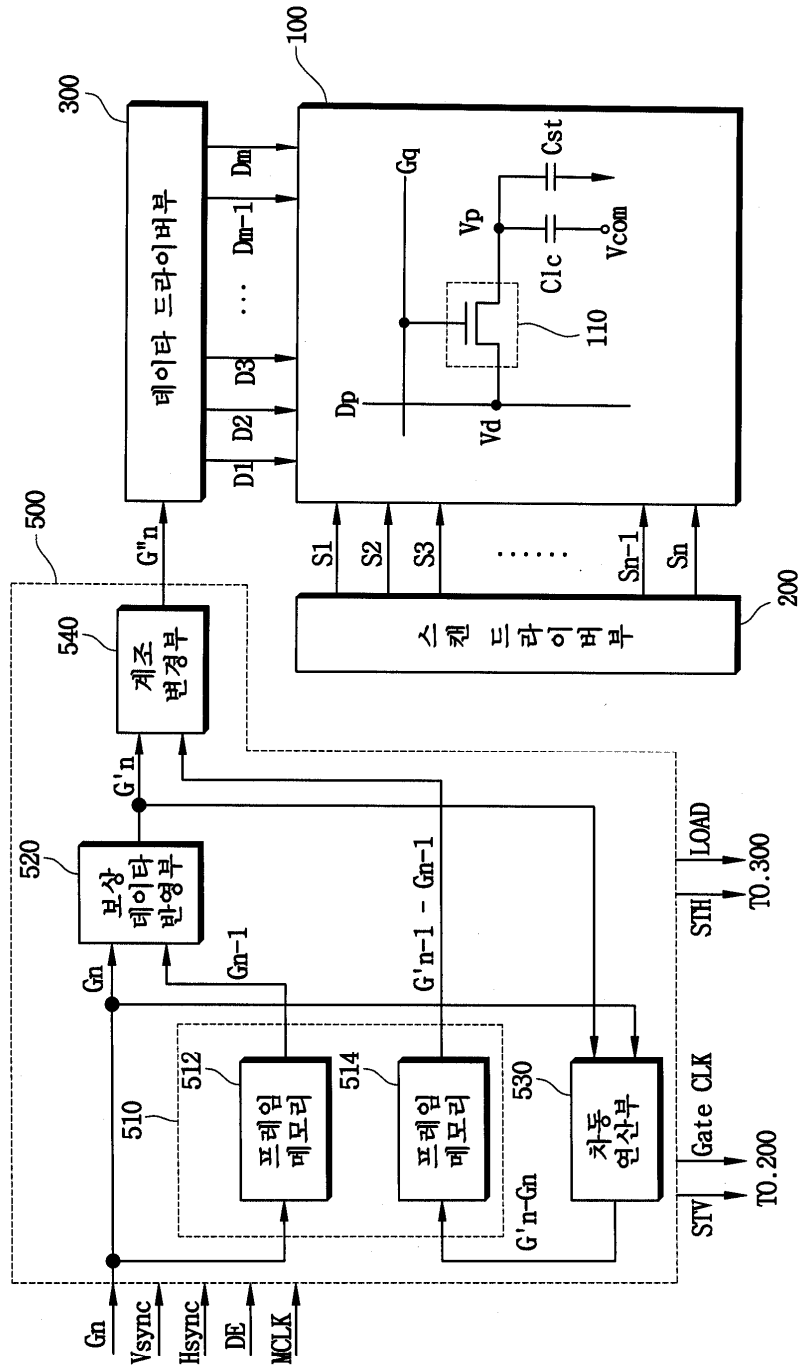 Gn
Vsync
Hsync
DE
MCLK
500
Gn
520
보상
데이타
반영부
G'n
540
계조
변경부
G"n
510
512
프레임
메모리
Gn-1
514
프레임
메모리
G'n-1 - Gn-1
G'n-Gn
530
차동
연산부
STV
Gate CLK
TO.200
STH
LOAD
TO.300
300
데이타 드라이버부
D1
D2
D3
...
Dm-1
Dm
200
스캔 드라이버부
S1
S2
S3
......
Sn-1
Sn
100
Dp
Gq
Vd
110
Vp
Clc
Cst
Vcom